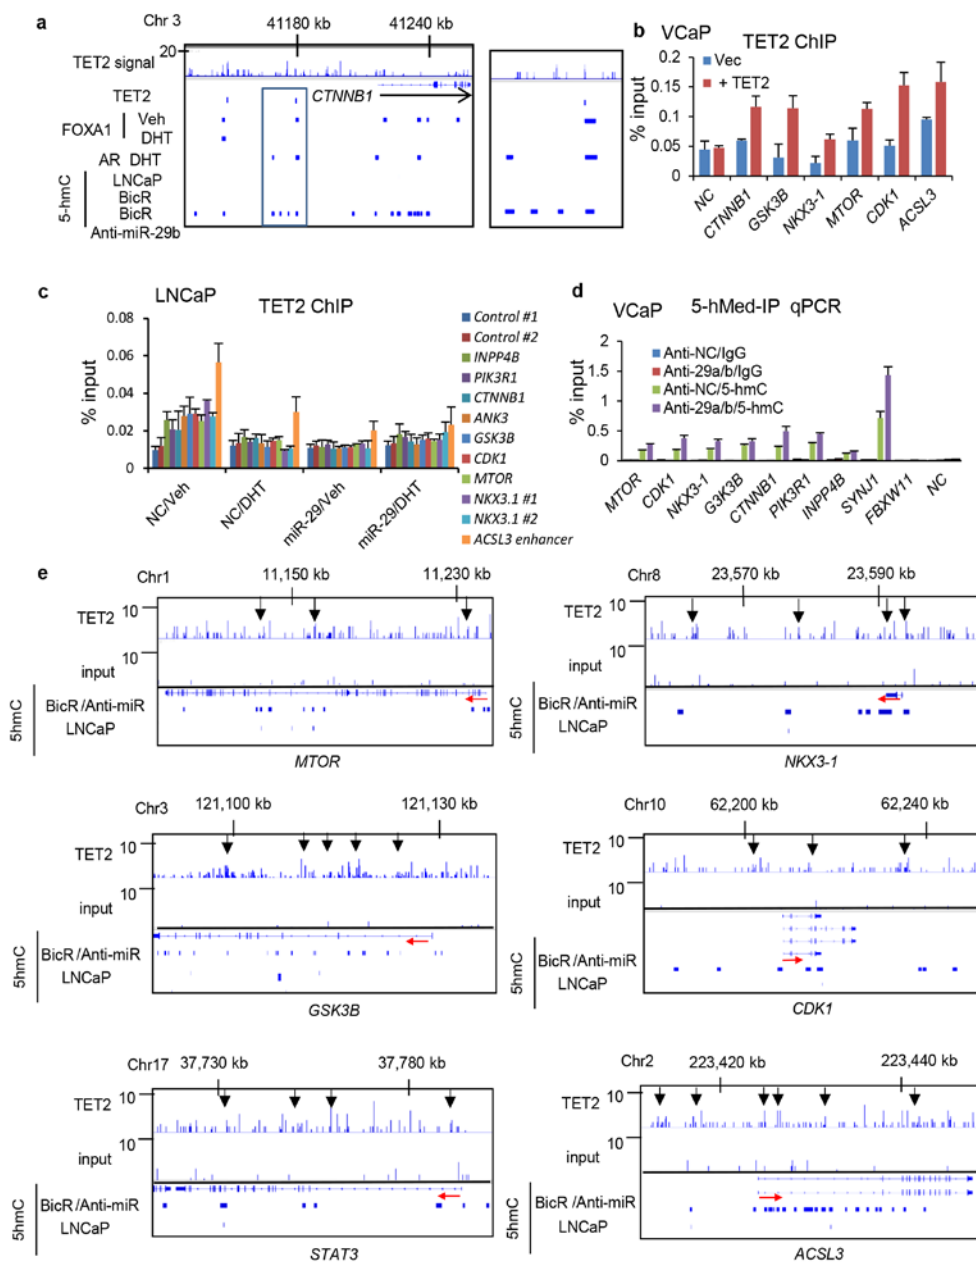 a
Chr 3
41180 kb
41240 kb
20
TET2 signal
TET2
CTNNB1
FOXA1
Veh
DHT
AR DHT
5-hmC
LNCaP
BicR
BicR
Anti-miR-29b
b
VCaP
TET2 ChIP
Vec
+ TET2
% input
0.2
0.15
0.1
0.05
0
NC
CTNNB1
GSK3B
NKX3-1
MTOR
CDK1
ACSL3
c
LNCaP
TET2 ChIP
% input
0.08
0.06
0.04
0.02
0
NC/Veh
NC/DHT
miR-29/Veh
miR-29/DHT
Control #1
Control #2
INPP4B
PIK3R1
CTNNB1
ANK3
GSK3B
CDK1
MTOR
NKX3.1 #1
NKX3.1 #2
ACSL3 enhancer
d
VCaP
5-hMed-IP qPCR
% input
2
1.5
1
0.5
0
Anti-NC/IgG
Anti-29a/b/IgG
Anti-NC/5-hmC
Anti-29a/b/5-hmC
MTOR
CDK1
NKX3-1
G3K3B
CTNNB1
PIK3R1
INPP4B
SYNJ1
FBXW11
NC
e
Chr1
11,150 kb
11,230 kb
10
TET2
10
input
5hmC
BicR/Anti-miR
LNCaP
MTOR
Chr8
23,570 kb
23,590 kb
10
TET2
10
input
5hmC
BicR/Anti-miR
LNCaP
NKX3-1
Chr3
121,100 kb
121,130 kb
10
TET2
10
input
5hmC
BicR/Anti-miR
LNCaP
GSK3B
Chr10
62,200 kb
62,240 kb
10
TET2
10
input
5hmC
BicR/Anti-miR
LNCaP
CDK1
Chr17
37,730 kb
37,780 kb
10
TET2
10
input
5hmC
BicR/Anti-miR
LNCaP
STAT3
Chr2
223,420 kb
223,440 kb
10
TET2
10
input
5hmC
BicR/Anti-miR
LNCaP
ACSL3